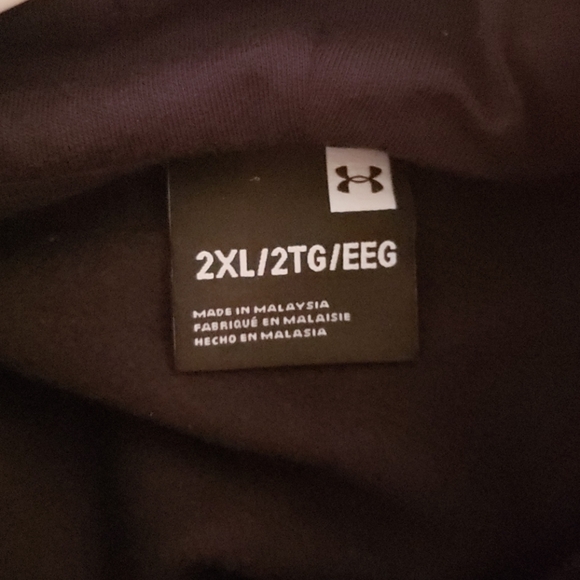 2XL/2TG/EEG
MADE IN MALAYSIA
FABRIQUÉ EN MALAISIE
HECHO EN MALASIA